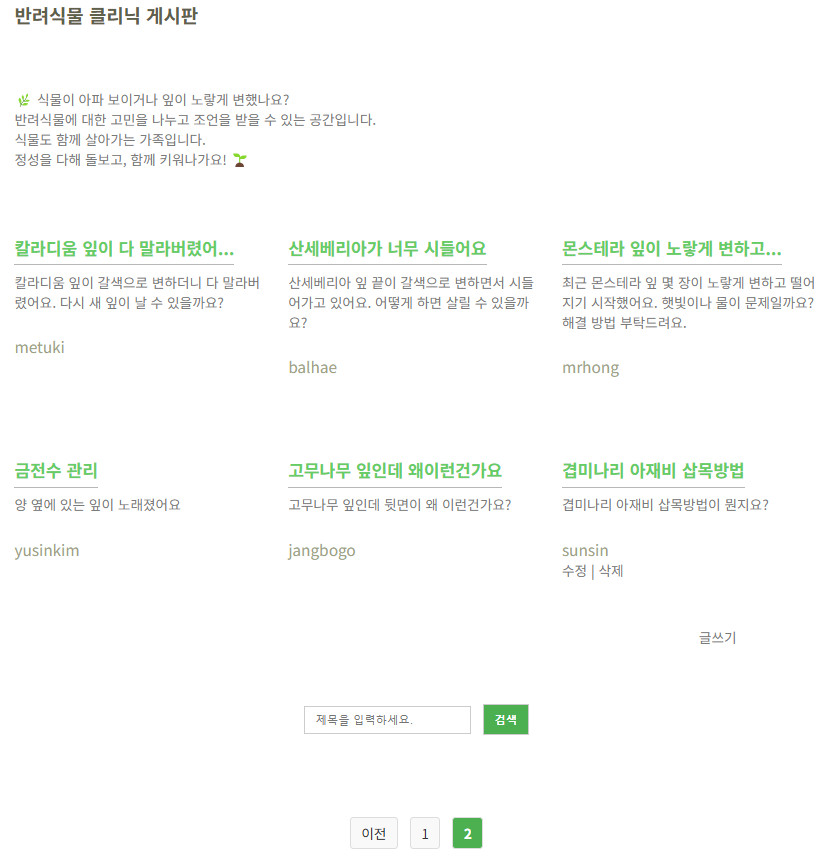 반려식물 클리닉 게시판
🌿 식물이 아파 보이거나 잎이 노랗게 변했나요?
반려식물에 대한 고민을 나누고 조언을 받을 수 있는 공간입니다.
식물도 함께 살아가는 가족입니다.
정성을 다해 돌보고, 함께 키워나가요! 🌱
칼라디움 잎이 다 말라버렸어...
칼라디움 잎이 갈색으로 변하더니 다 말라버
렸어요. 다시 새 잎이 날 수 있을까요?
metuki
산세베리아가 너무 시들어요
산세베리아 잎 끝이 갈색으로 변하면서 시들
어가고 있어요. 어떻게 하면 살릴 수 있을까
요?
balhae
몬스테라 잎이 노랗게 변하고...
최근 몬스테라 잎 몇 장이 노랗게 변하고 떨어
지기 시작했어요. 햇빛이나 물이 문제일까요?
해결 방법 부탁드려요.
mrhong
금전수 관리
양 옆에 있는 잎이 노래졌어요
yusinkim
고무나무 잎인데 왜이런건가요
고무나무 잎인데 뒷면이 왜 이런건가요?
jangbogo
겹미나리 아재비 삽목방법
겹미나리 아재비 삽목방법이 뭔지요?
sunsin
수정 | 삭제
글쓰기
제목을 입력하세요. 검색
이전 1 2